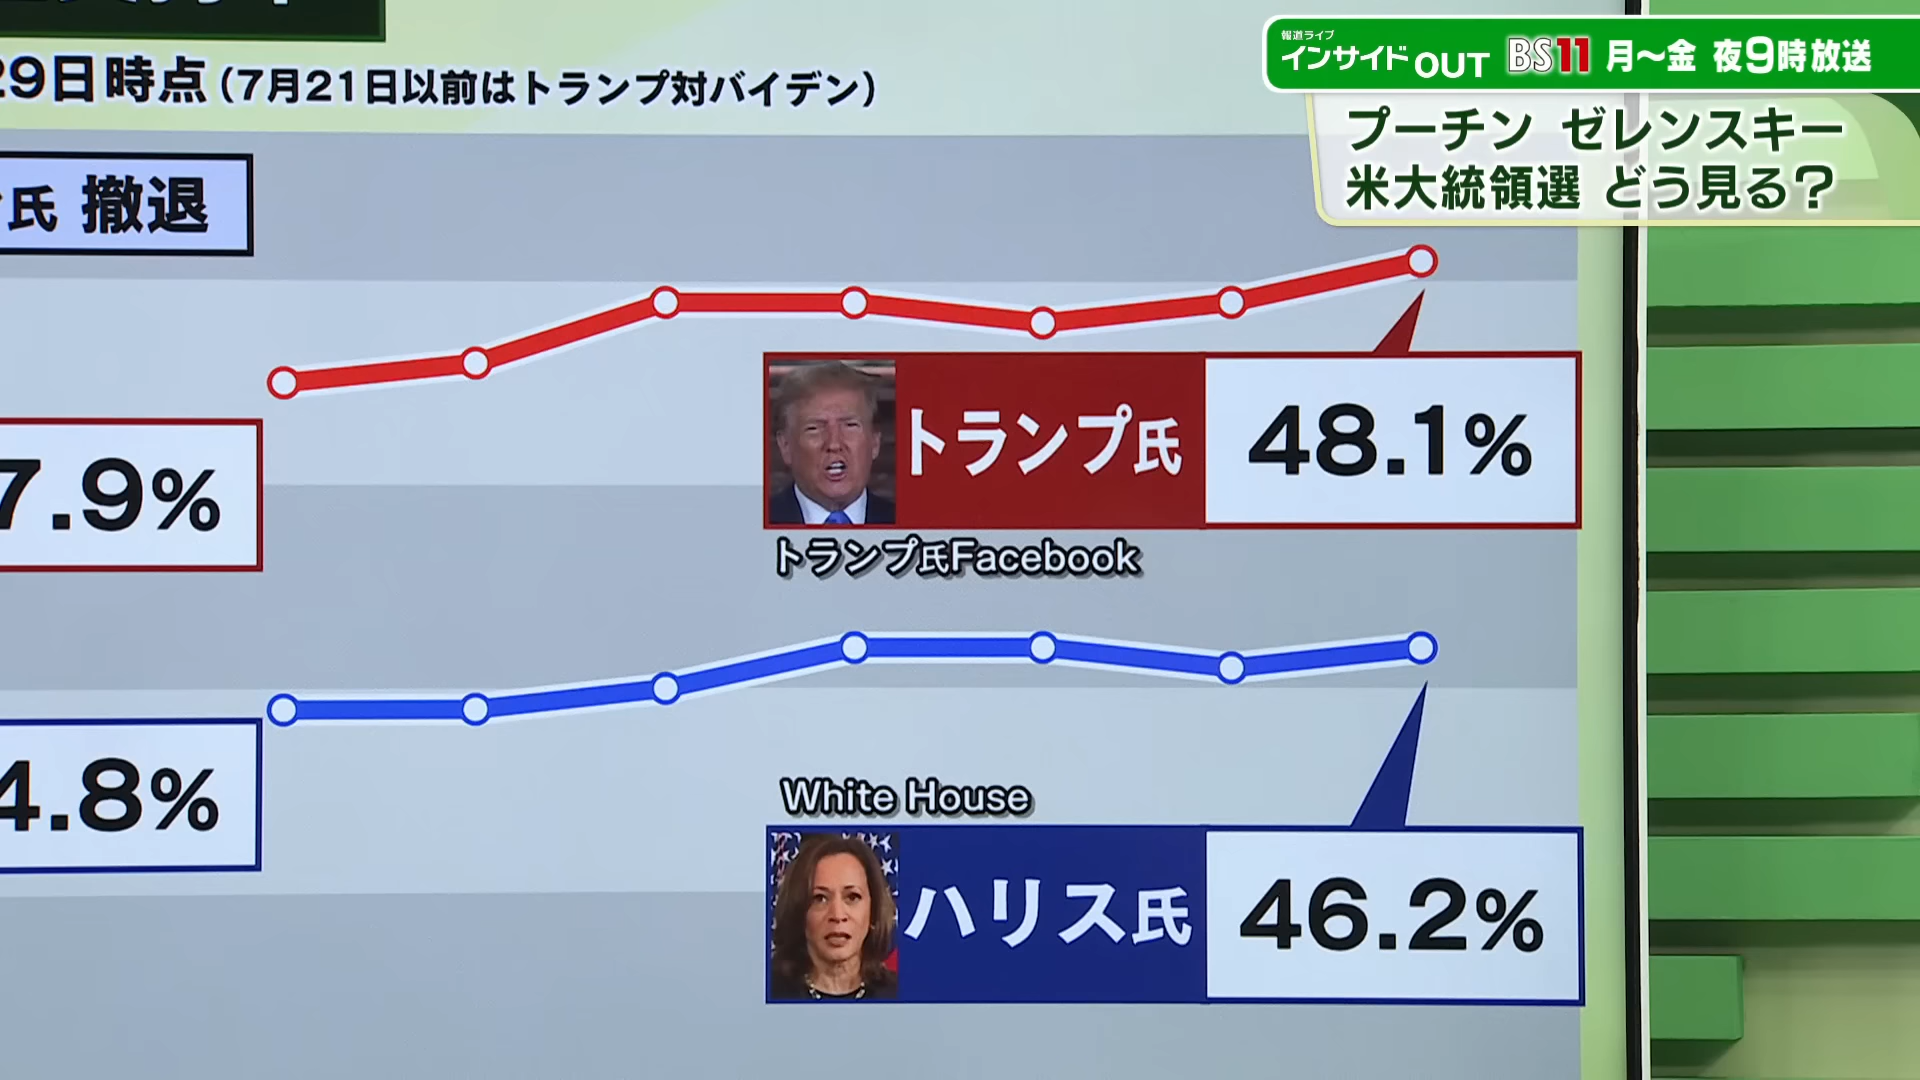 報道ライブ
インサイドOUT BS11 月～金 夜9時放送
プーチン ゼレンスキー
米大統領選 どう見る？
29日時点（7月21日以前はトランプ対バイデン）
氏 撤退
トランプ氏 48.1%
7.9%
トランプ氏Facebook
White House
4.8%
ハリス氏 46.2%